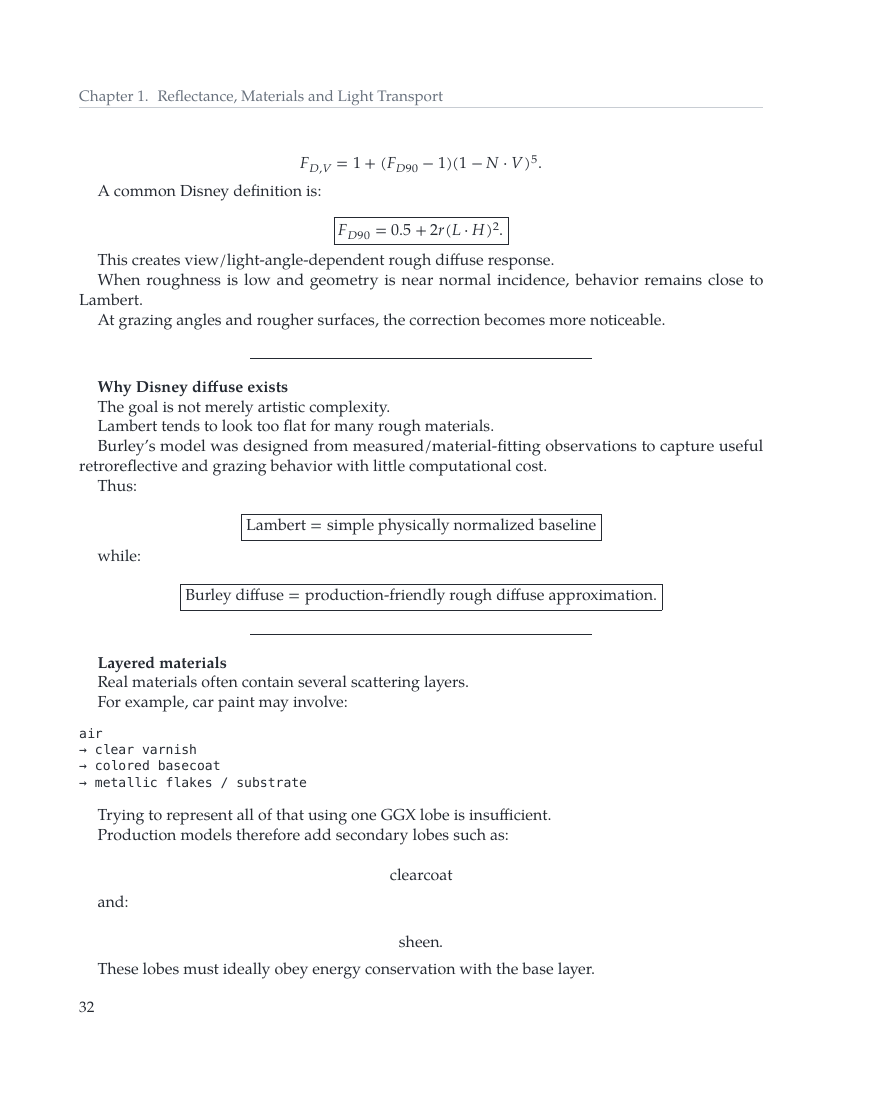 Chapter 1. Reflectance, Materials and Light Transport
F_{D,V} = 1 + (F_{D90} − 1)(1 − N · V)^5.
A common Disney definition is:
F_{D90} = 0.5 + 2r(L · H)^2.
This creates view/light-angle-dependent rough diffuse response.
When roughness is low and geometry is near normal incidence, behavior remains close to
Lambert.
At grazing angles and rougher surfaces, the correction becomes more noticeable.
Why Disney diffuse exists
The goal is not merely artistic complexity.
Lambert tends to look too flat for many rough materials.
Burley’s model was designed from measured/material-fitting observations to capture useful
retroreflective and grazing behavior with little computational cost.
Thus:
Lambert = simple physically normalized baseline
while:
Burley diffuse = production-friendly rough diffuse approximation.
Layered materials
Real materials often contain several scattering layers.
For example, car paint may involve:
air
→ clear varnish
→ colored basecoat
→ metallic flakes / substrate
Trying to represent all of that using one GGX lobe is insufficient.
Production models therefore add secondary lobes such as:
clearcoat
and:
sheen.
These lobes must ideally obey energy conservation with the base layer.
32